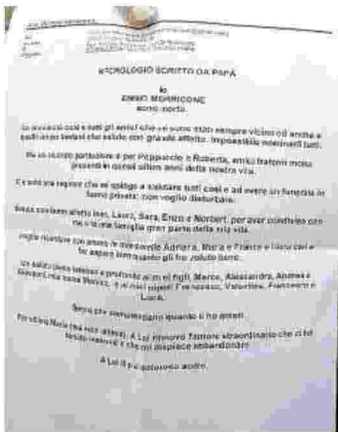 NECROLOGIO SCRITTO DA PAPÀ
Io
ENNIO MORRICONE
sono morto.
Lo annuncio così a tutti gli amici che mi sono stati sempre vicino ed anche a
quelli un po' lontani che saluto con grande affetto. Impossibile nominarli tutti.
Ma un ricordo particolare è per Peppuccio e Roberta, amici fraterni molto
presenti in questi ultimi anni della nostra vita.
C'è solo una ragione che mi spinge a salutare tutti così e ad avere un funerale in
forma privata: non voglio disturbare.
Saluto con affetto Ines, Laura, Sara, Enzo e Norbert, per aver condiviso con
me e la mia famiglia gran parte della mia vita.
Voglio ricordare con amore le mie sorelle Adriana, Maria e Franca e i loro cari e
far sapere loro quanto gli ho voluto bene.
Un saluto intenso e profondo ai miei figli, Marco, Alessandra, Andrea e
Giovanni, mia nuora Monica, e ai miei nipoti Francesca, Valentina, Francesco e
Luca.
Spero che comprendano quanto li ho amati.
Per ultima Maria (ma non ultima). A Lei rinnovo l'amore straordinario che ci ha
tenuto insieme e che mi dispiace abbandonare.
A Lei il più doloroso addio.